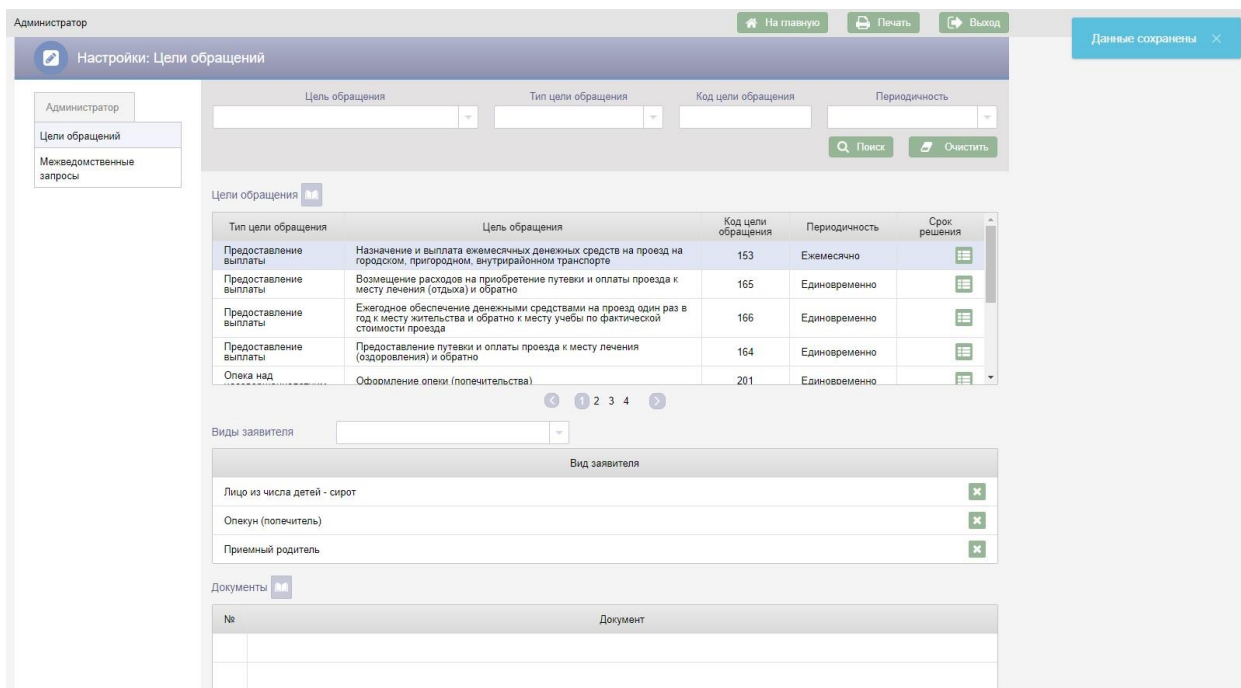 Администратор
На главную
Печать
Выход
Данные сохранены
Настройки: Цели обращений
Администратор
Цели обращений
Межведомственные
запросы
Цель обращения
Тип цели обращения
Код цели обращения
Периодичность
Поиск
Очистить
Цели обращения
Тип цели обращения
Цель обращения
Код цели
обращения
Периодичность
Срок
решения
Предоставление
выплаты
Назначение и выплата ежемесячных денежных средств на проезд на
городском, пригородном, внутрирайонном транспорте
153
Ежемесячно
Предоставление
выплаты
Возмещение расходов на приобретение путевки и оплаты проезда к
месту лечения (отдыха) и обратно
165
Единовременно
Предоставление
выплаты
Ежегодное обеспечение денежными средствами на проезд один раз в
год к месту жительства и обратно к месту учебы по фактической
стоимости проезда
166
Единовременно
Предоставление
выплаты
Предоставление путевки и оплаты проезда к месту лечения
(оздоровления) и обратно
164
Единовременно
Опека над
Оформление опеки (попечительства)
201
Единовременно
1 2 3 4
Виды заявителя
Вид заявителя
Лицо из числа детей - сирот
Опекун (попечитель)
Приемный родитель
Документы
№
Документ